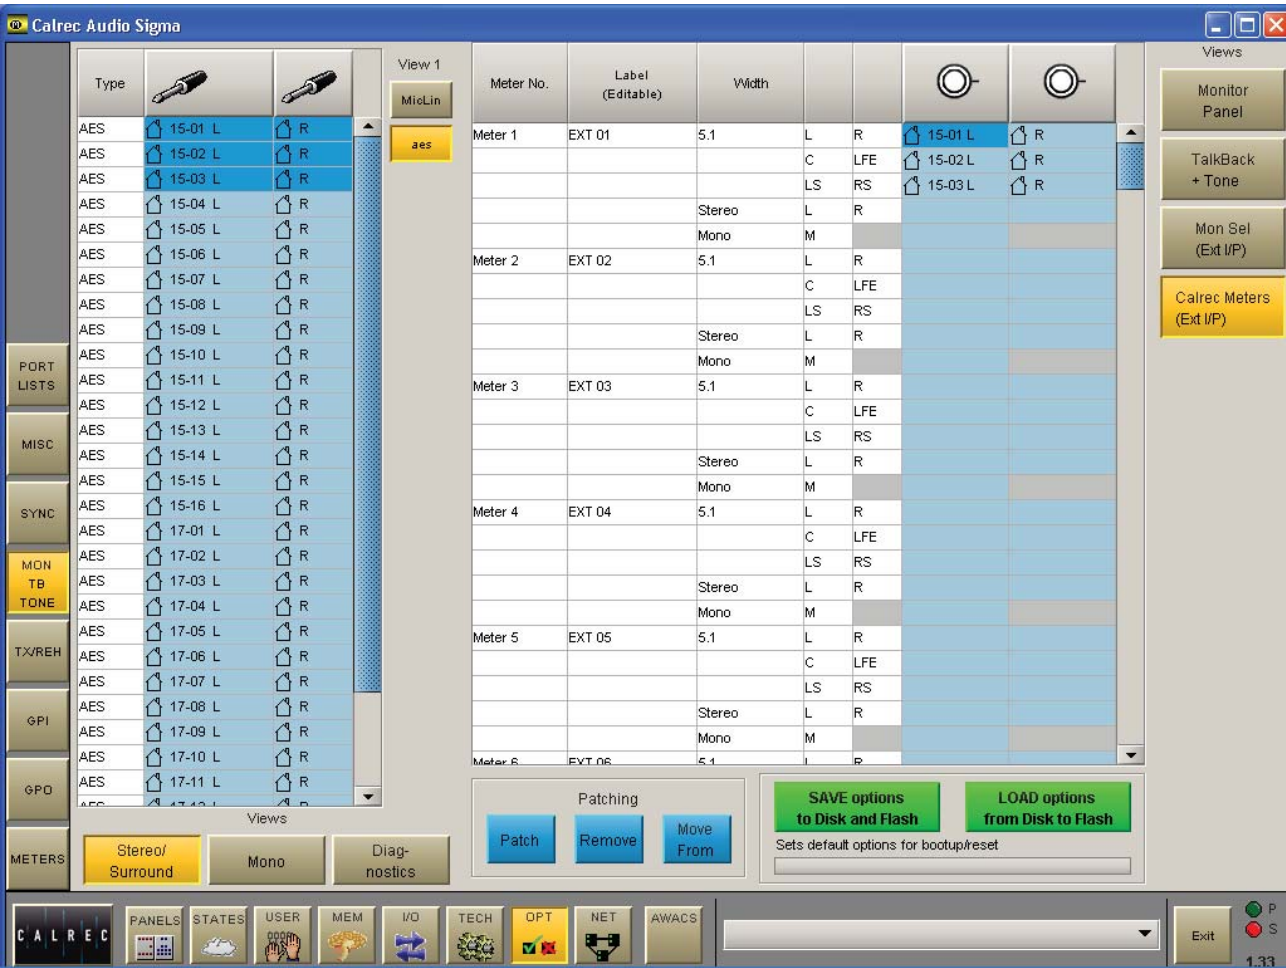 Calrec Audio Sigma
Type
AES 15-01 L R
AES 15-02 L R
AES 15-03 L R
AES 15-04 L R
AES 15-05 L R
AES 15-06 L R
AES 15-07 L R
AES 15-08 L R
AES 15-09 L R
AES 15-10 L R
AES 15-11 L R
AES 15-12 L R
AES 15-13 L R
AES 15-14 L R
AES 15-15 L R
AES 15-16 L R
AES 17-01 L R
AES 17-02 L R
AES 17-03 L R
AES 17-04 L R
AES 17-05 L R
AES 17-06 L R
AES 17-07 L R
AES 17-08 L R
AES 17-09 L R
AES 17-10 L R
AES 17-11 L R
View 1
MicLin
aes
Meter No. Label Width
(Editable)
Meter 1 EXT 01 5.1 L R 15-01 L R
C LFE 15-02 L R
LS RS 15-03 L R
Stereo L R
Mono M
Meter 2 EXT 02 5.1 L R
C LFE
LS RS
Stereo L R
Mono M
Meter 3 EXT 03 5.1 L R
C LFE
LS RS
Stereo L R
Mono M
Meter 4 EXT 04 5.1 L R
C LFE
LS RS
Stereo L R
Mono M
Meter 5 EXT 05 5.1 L R
C LFE
LS RS
Stereo L R
Mono M
Meter 6 EXT 06 5.1 L R
Views
Monitor
Panel
TalkBack
+ Tone
Mon Sel
(Ext I/P)
Calrec Meters
(Ext I/P)
PORT
LISTS
MISC
SYNC
MON
TB
TONE
TX/REH
GPI
GPO
METERS
Views
Stereo/
Surround
Mono
Diag-
nostics
Patching
Patch
Remove
Move
From
SAVE options
to Disk and Flash
LOAD options
from Disk to Flash
Sets default options for bootup/reset
CALREC
PANELS
STATES
USER
MEM
I/O
TECH
OPT
NET
AWACS
Exit
P
S
1.33